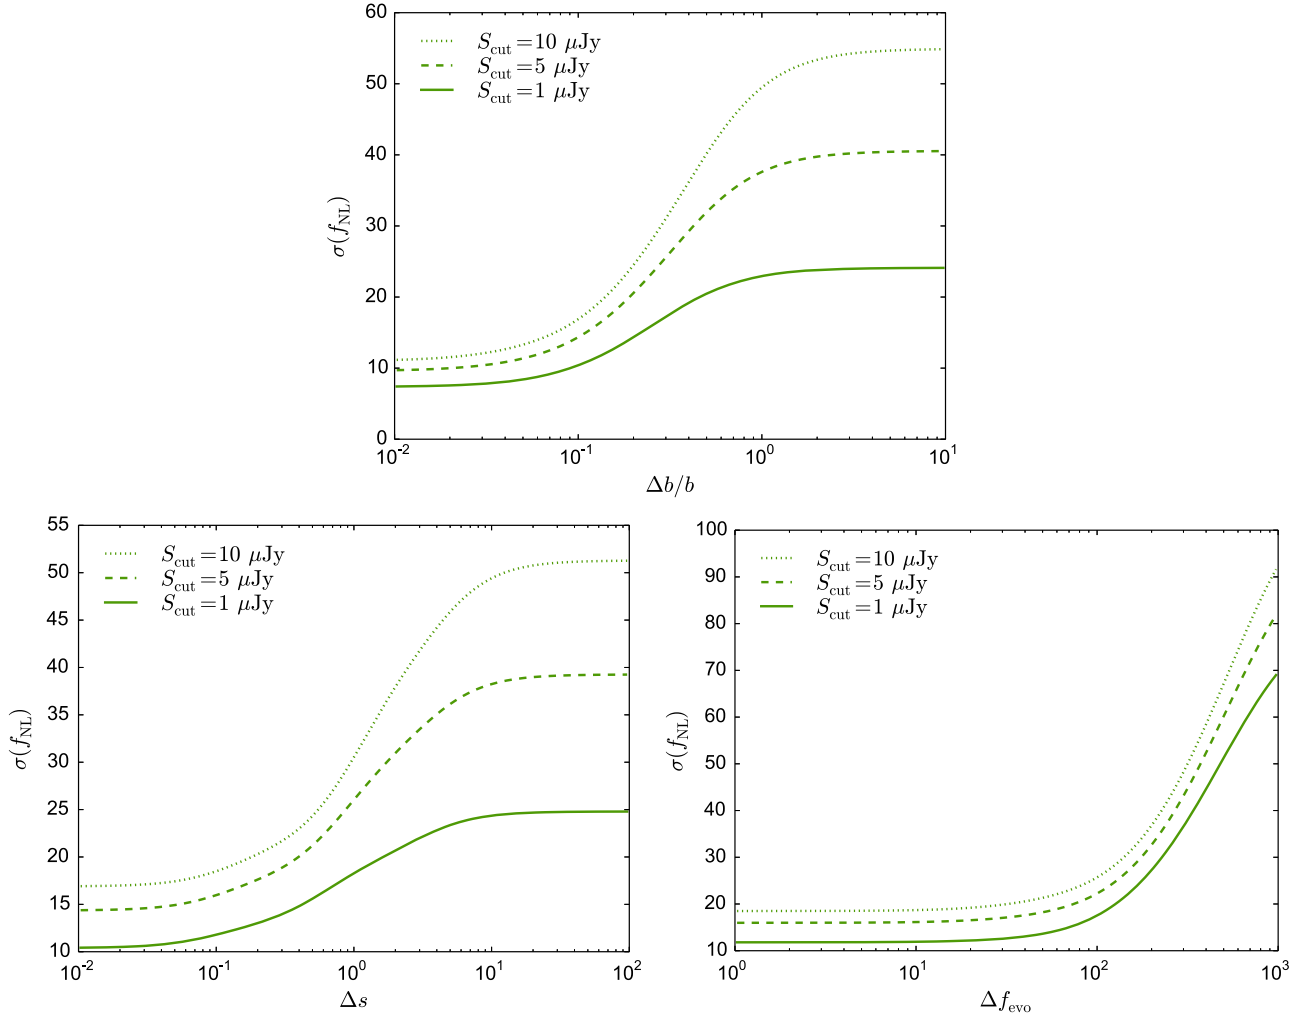 60
50
40
30
20
10
0
σ(f_NL)
S_cut=10 μJy
S_cut=5 μJy
S_cut=1 μJy
10^-2 10^-1 10^0 10^1
Δb/b
55
50
45
40
35
30
25
20
15
10
σ(f_NL)
S_cut=10 μJy
S_cut=5 μJy
S_cut=1 μJy
10^-2 10^-1 10^0 10^1 10^2
Δs
100
90
80
70
60
50
40
30
20
10
σ(f_NL)
S_cut=10 μJy
S_cut=5 μJy
S_cut=1 μJy
10^0 10^1 10^2 10^3
Δf_evo